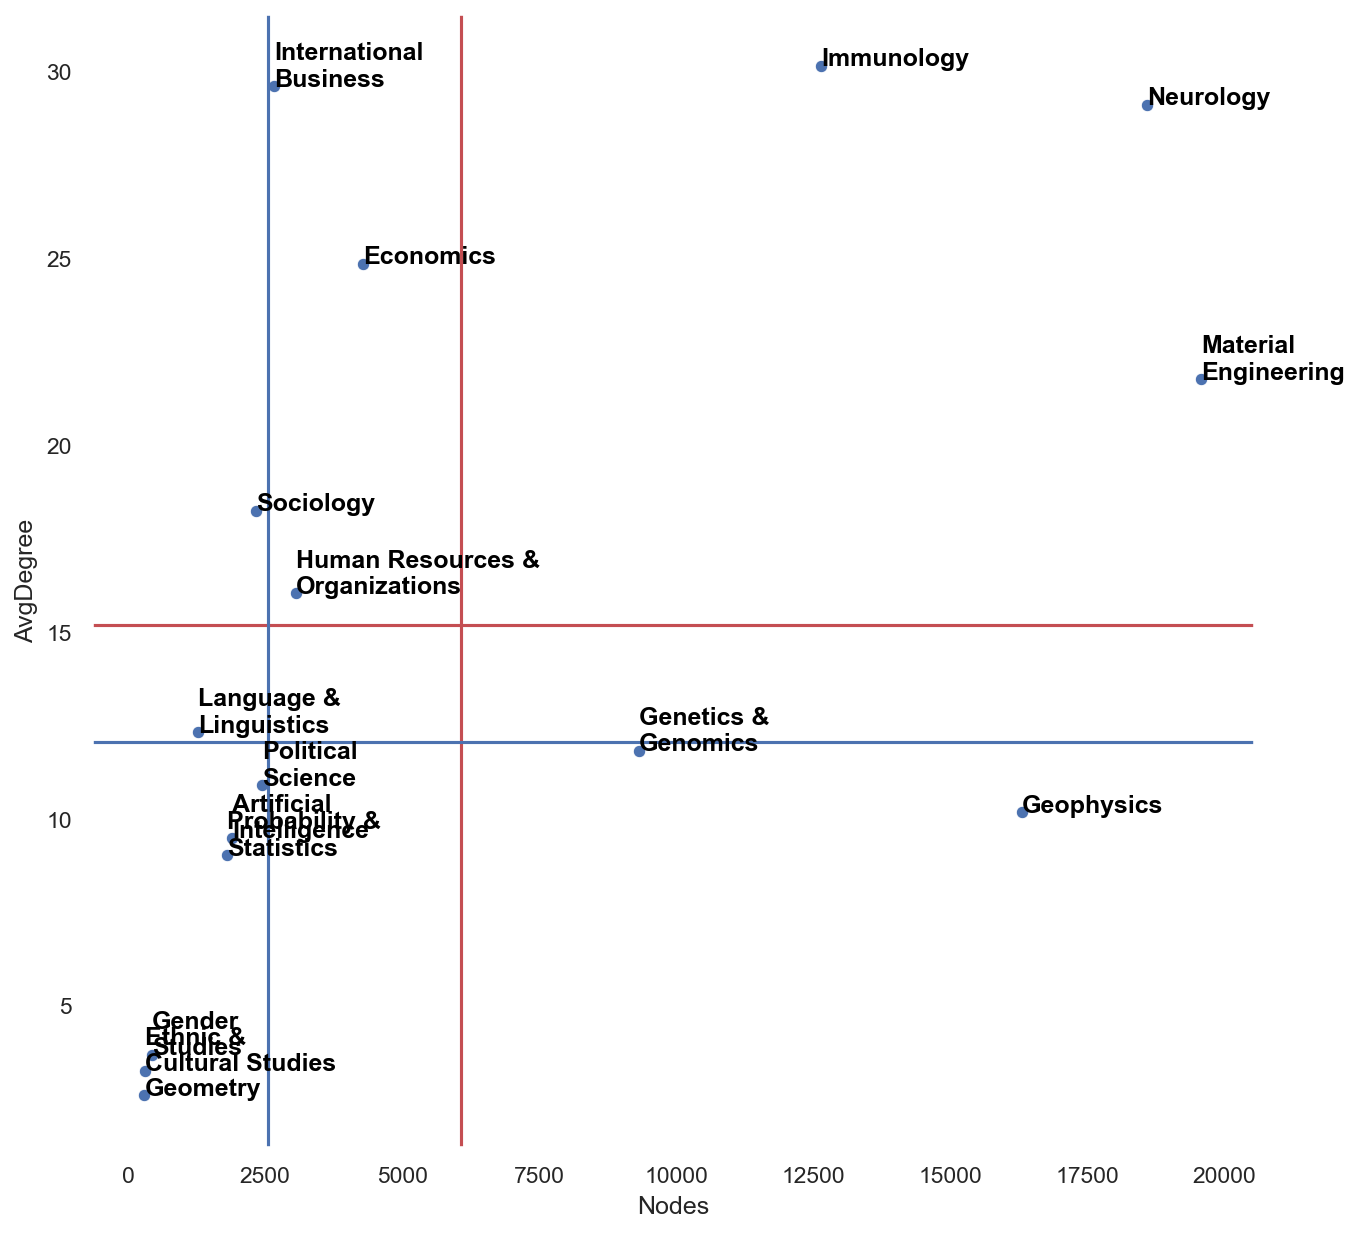 International
Business
Immunology
30
Neurology
Economics
25
Material
Engineering
20
Sociology
Human Resources &
Organizations
AvgDegree
15
Language &
Linguistics
Genetics &
Genomics
Political
Science
Artificial
Intelligence
Probability &
Statistics
10
Geophysics
5
Gender
Studies
Ethnic &
Cultural Studies
Geometry
0
2500
5000
7500
10000
12500
15000
17500
20000
Nodes